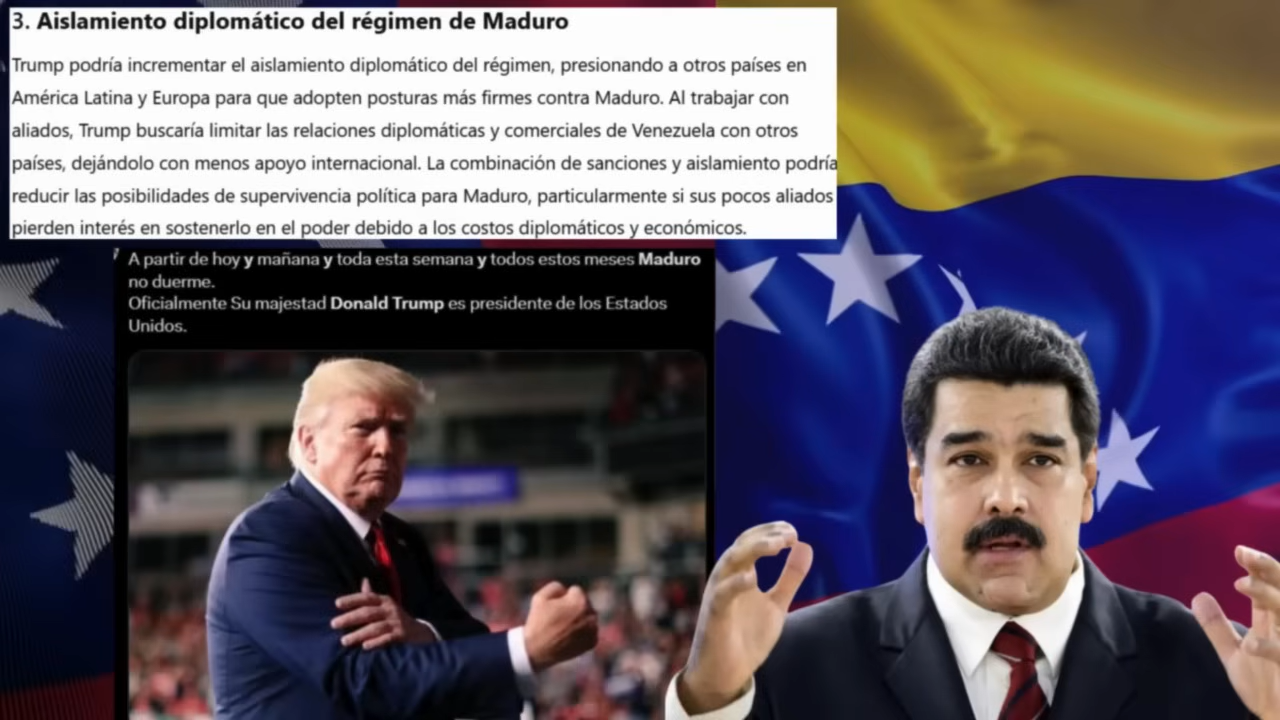 3. Aislamiento diplomático del régimen de Maduro
Trump podría incrementar el aislamiento diplomático del régimen, presionando a otros países en
América Latina y Europa para que adopten posturas más firmes contra Maduro. Al trabajar con
aliados, Trump buscaría limitar las relaciones diplomáticas y comerciales de Venezuela con otros
países, dejándolo con menos apoyo internacional. La combinación de sanciones y aislamiento podría
reducir las posibilidades de supervivencia política para Maduro, particularmente si sus pocos aliados
pierden interés en sostenerlo en el poder debido a los costos diplomáticos y económicos.
A partir de hoy y mañana y toda esta semana y todos estos meses Maduro
no duerme.
Oficialmente Su majestad Donald Trump es presidente de los Estados
Unidos.